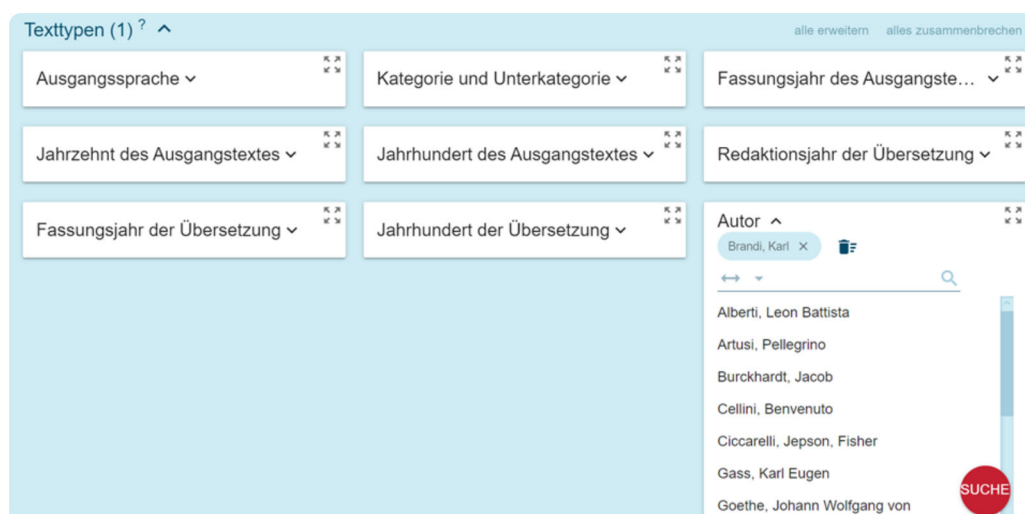 Texttypen (1) ?
alle erweitern alles zusammenbrechen
Ausgangssprache
Kategorie und Unterkategorie
Fassungsjahr des Ausgangste...
Jahrzehnt des Ausgangstextes
Jahrhundert des Ausgangstextes
Redaktionsjahr der Übersetzung
Fassungsjahr der Übersetzung
Jahrhundert der Übersetzung
Autor
Brandi, Karl
Alberti, Leon Battista
Artusi, Pellegrino
Burckhardt, Jacob
Cellini, Benvenuto
Ciccarelli, Jepson, Fisher
Gass, Karl Eugen
Goethe, Johann Wolfgang von
SUCHE